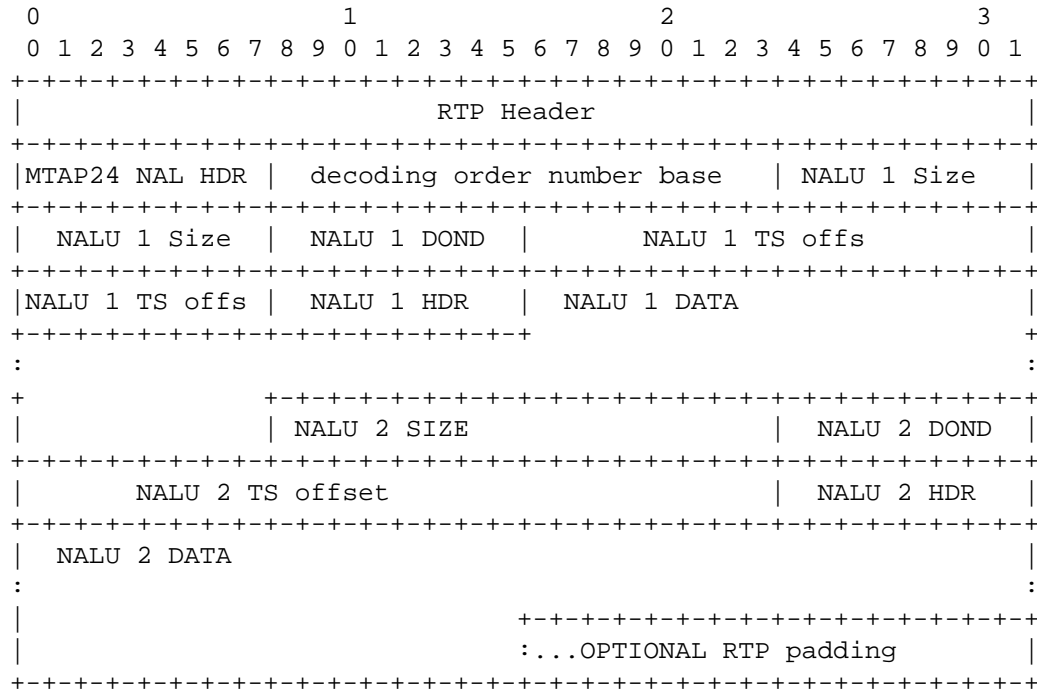 0                   1                   2                   3
 0 1 2 3 4 5 6 7 8 9 0 1 2 3 4 5 6 7 8 9 0 1 2 3 4 5 6 7 8 9 0 1
+-+-+-+-+-+-+-+-+-+-+-+-+-+-+-+-+-+-+-+-+-+-+-+-+-+-+-+-+-+-+-+-+
|                          RTP Header                           |
+-+-+-+-+-+-+-+-+-+-+-+-+-+-+-+-+-+-+-+-+-+-+-+-+-+-+-+-+-+-+-+-+
|MTAP24 NAL HDR |  decoding order number base   | NALU 1 Size   |
+-+-+-+-+-+-+-+-+-+-+-+-+-+-+-+-+-+-+-+-+-+-+-+-+-+-+-+-+-+-+-+-+
|  NALU 1 Size  |  NALU 1 DOND  |       NALU 1 TS offs          |
+-+-+-+-+-+-+-+-+-+-+-+-+-+-+-+-+-+-+-+-+-+-+-+-+-+-+-+-+-+-+-+-+
|NALU 1 TS offs |  NALU 1 HDR   |  NALU 1 DATA                  |
+-+-+-+-+-+-+-+-+-+-+-+-+-+-+-+-+                               +
:                                                               :
+               +-+-+-+-+-+-+-+-+-+-+-+-+-+-+-+-+-+-+-+-+-+-+-+-+
|               | NALU 2 SIZE                   |  NALU 2 DOND  |
+-+-+-+-+-+-+-+-+-+-+-+-+-+-+-+-+-+-+-+-+-+-+-+-+-+-+-+-+-+-+-+-+
|       NALU 2 TS offset                        |  NALU 2 HDR   |
+-+-+-+-+-+-+-+-+-+-+-+-+-+-+-+-+-+-+-+-+-+-+-+-+-+-+-+-+-+-+-+-+
|  NALU 2 DATA                                                  |
:                                                               :
|                               +-+-+-+-+-+-+-+-+-+-+-+-+-+-+-+-+
|                               :...OPTIONAL RTP padding        |
+-+-+-+-+-+-+-+-+-+-+-+-+-+-+-+-+-+-+-+-+-+-+-+-+-+-+-+-+-+-+-+-+